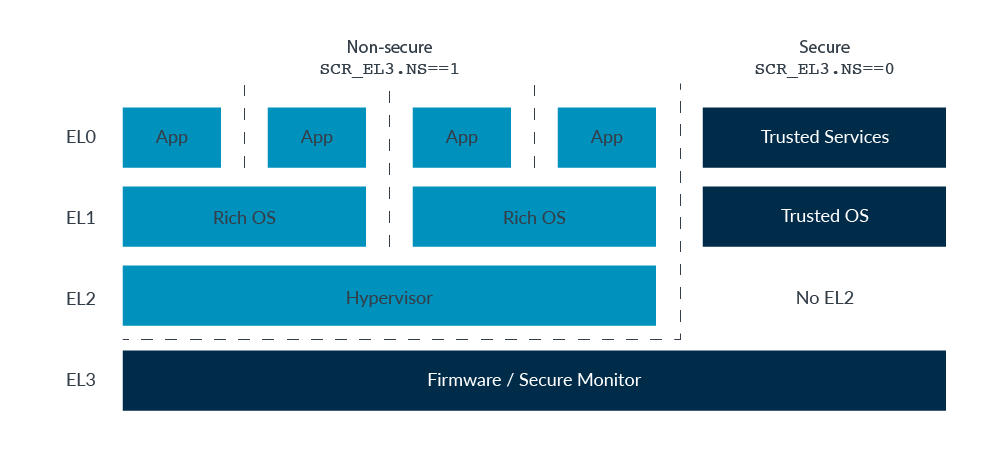 Non-secure
SCR_EL3.NS==1
Secure
SCR_EL3.NS==0
EL0
App
App
App
App
Trusted Services
EL1
Rich OS
Rich OS
Trusted OS
EL2
Hypervisor
No EL2
EL3
Firmware / Secure Monitor